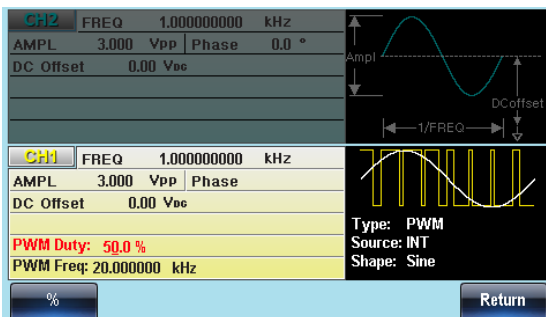 CH2 FREQ 1.000000000 kHz
AMPL 3.000 VPP Phase 0.0 °
DC Offset 0.00 VDC
Ampl
DCoffset
1/FREQ
CH1 FREQ 1.000000000 kHz
AMPL 3.000 VPP Phase
DC Offset 0.00 VDC
PWM Duty: 50.0 %
PWM Freq: 20.000000 kHz
Type: PWM
Source: INT
Shape: Sine
%
Return